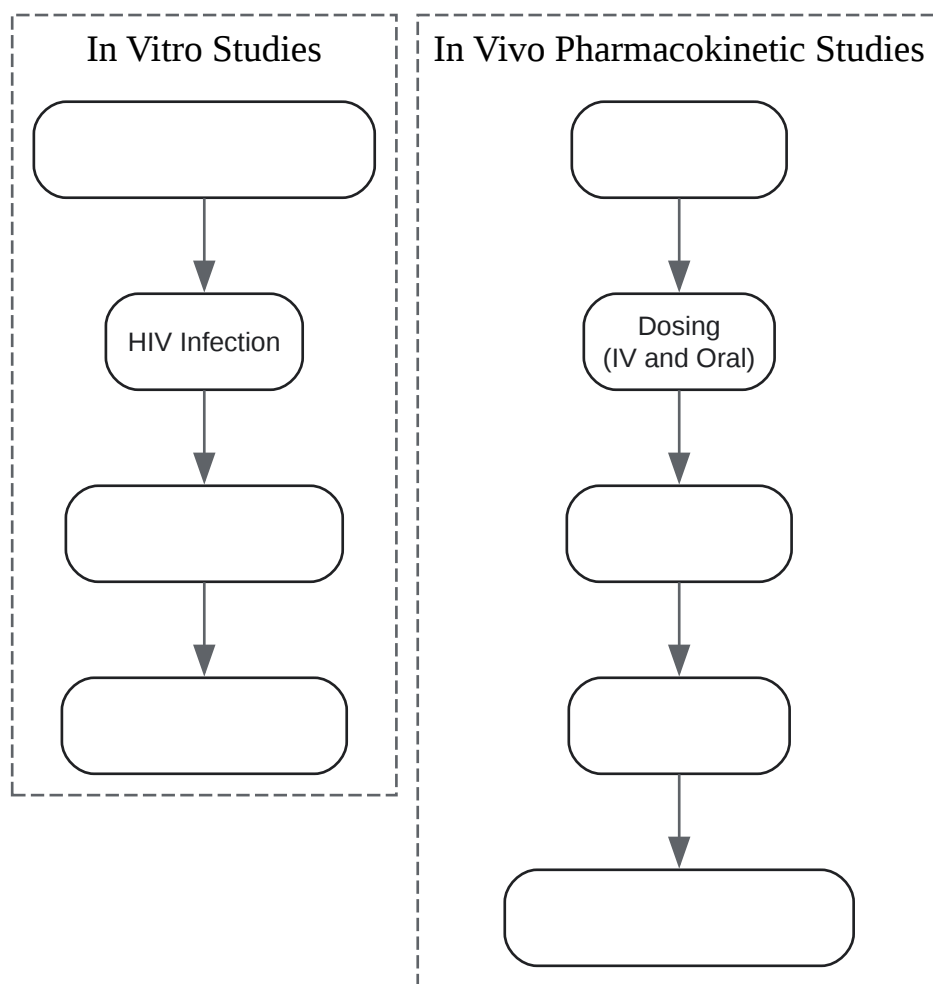 In Vitro Studies
In Vivo Pharmacokinetic Studies
HIV Infection
Dosing
(IV and Oral)